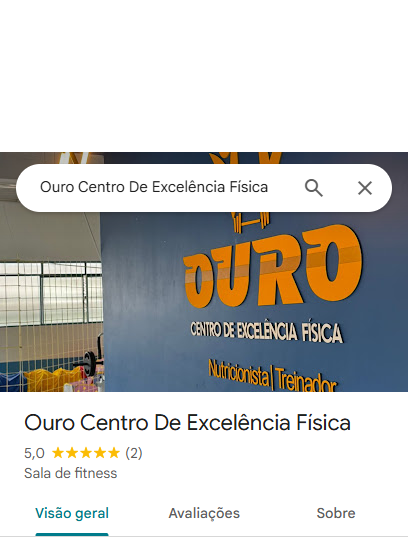 Ouro Centro De Excelência Física
OURO
CENTRO DE EXCELÊNCIA FÍSICA
Nutricionista | Treinador
Ouro Centro De Excelência Física
5,0 ★★★★★ (2)
Sala de fitness
Visão geral
Avaliações
Sobre